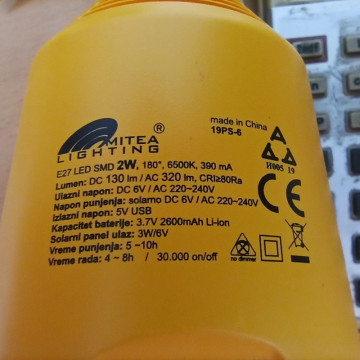 MITEA
LIGHTING
made in China
19PS-6
E27 LED SMD 2W, 180°, 6500K, 390 mA
Lumen: DC 130 lm / AC 320 lm, CRI≥80Ra
Ulazni napon: DC 6V / AC 220~240V
Napon punjenja: solarno DC 6V / AC 220~240V
Izlazni napon: 5V USB
Kapacitet baterije: 3.7V 2600mAh Li-ion
Solarni panel ulaz: 3W/6V
Vreme punjenja: 5 ~ 10h
Vreme rada: 4 ~ 8h / 30.000 on/off
A
A A
H005 19
CE
no dimmer